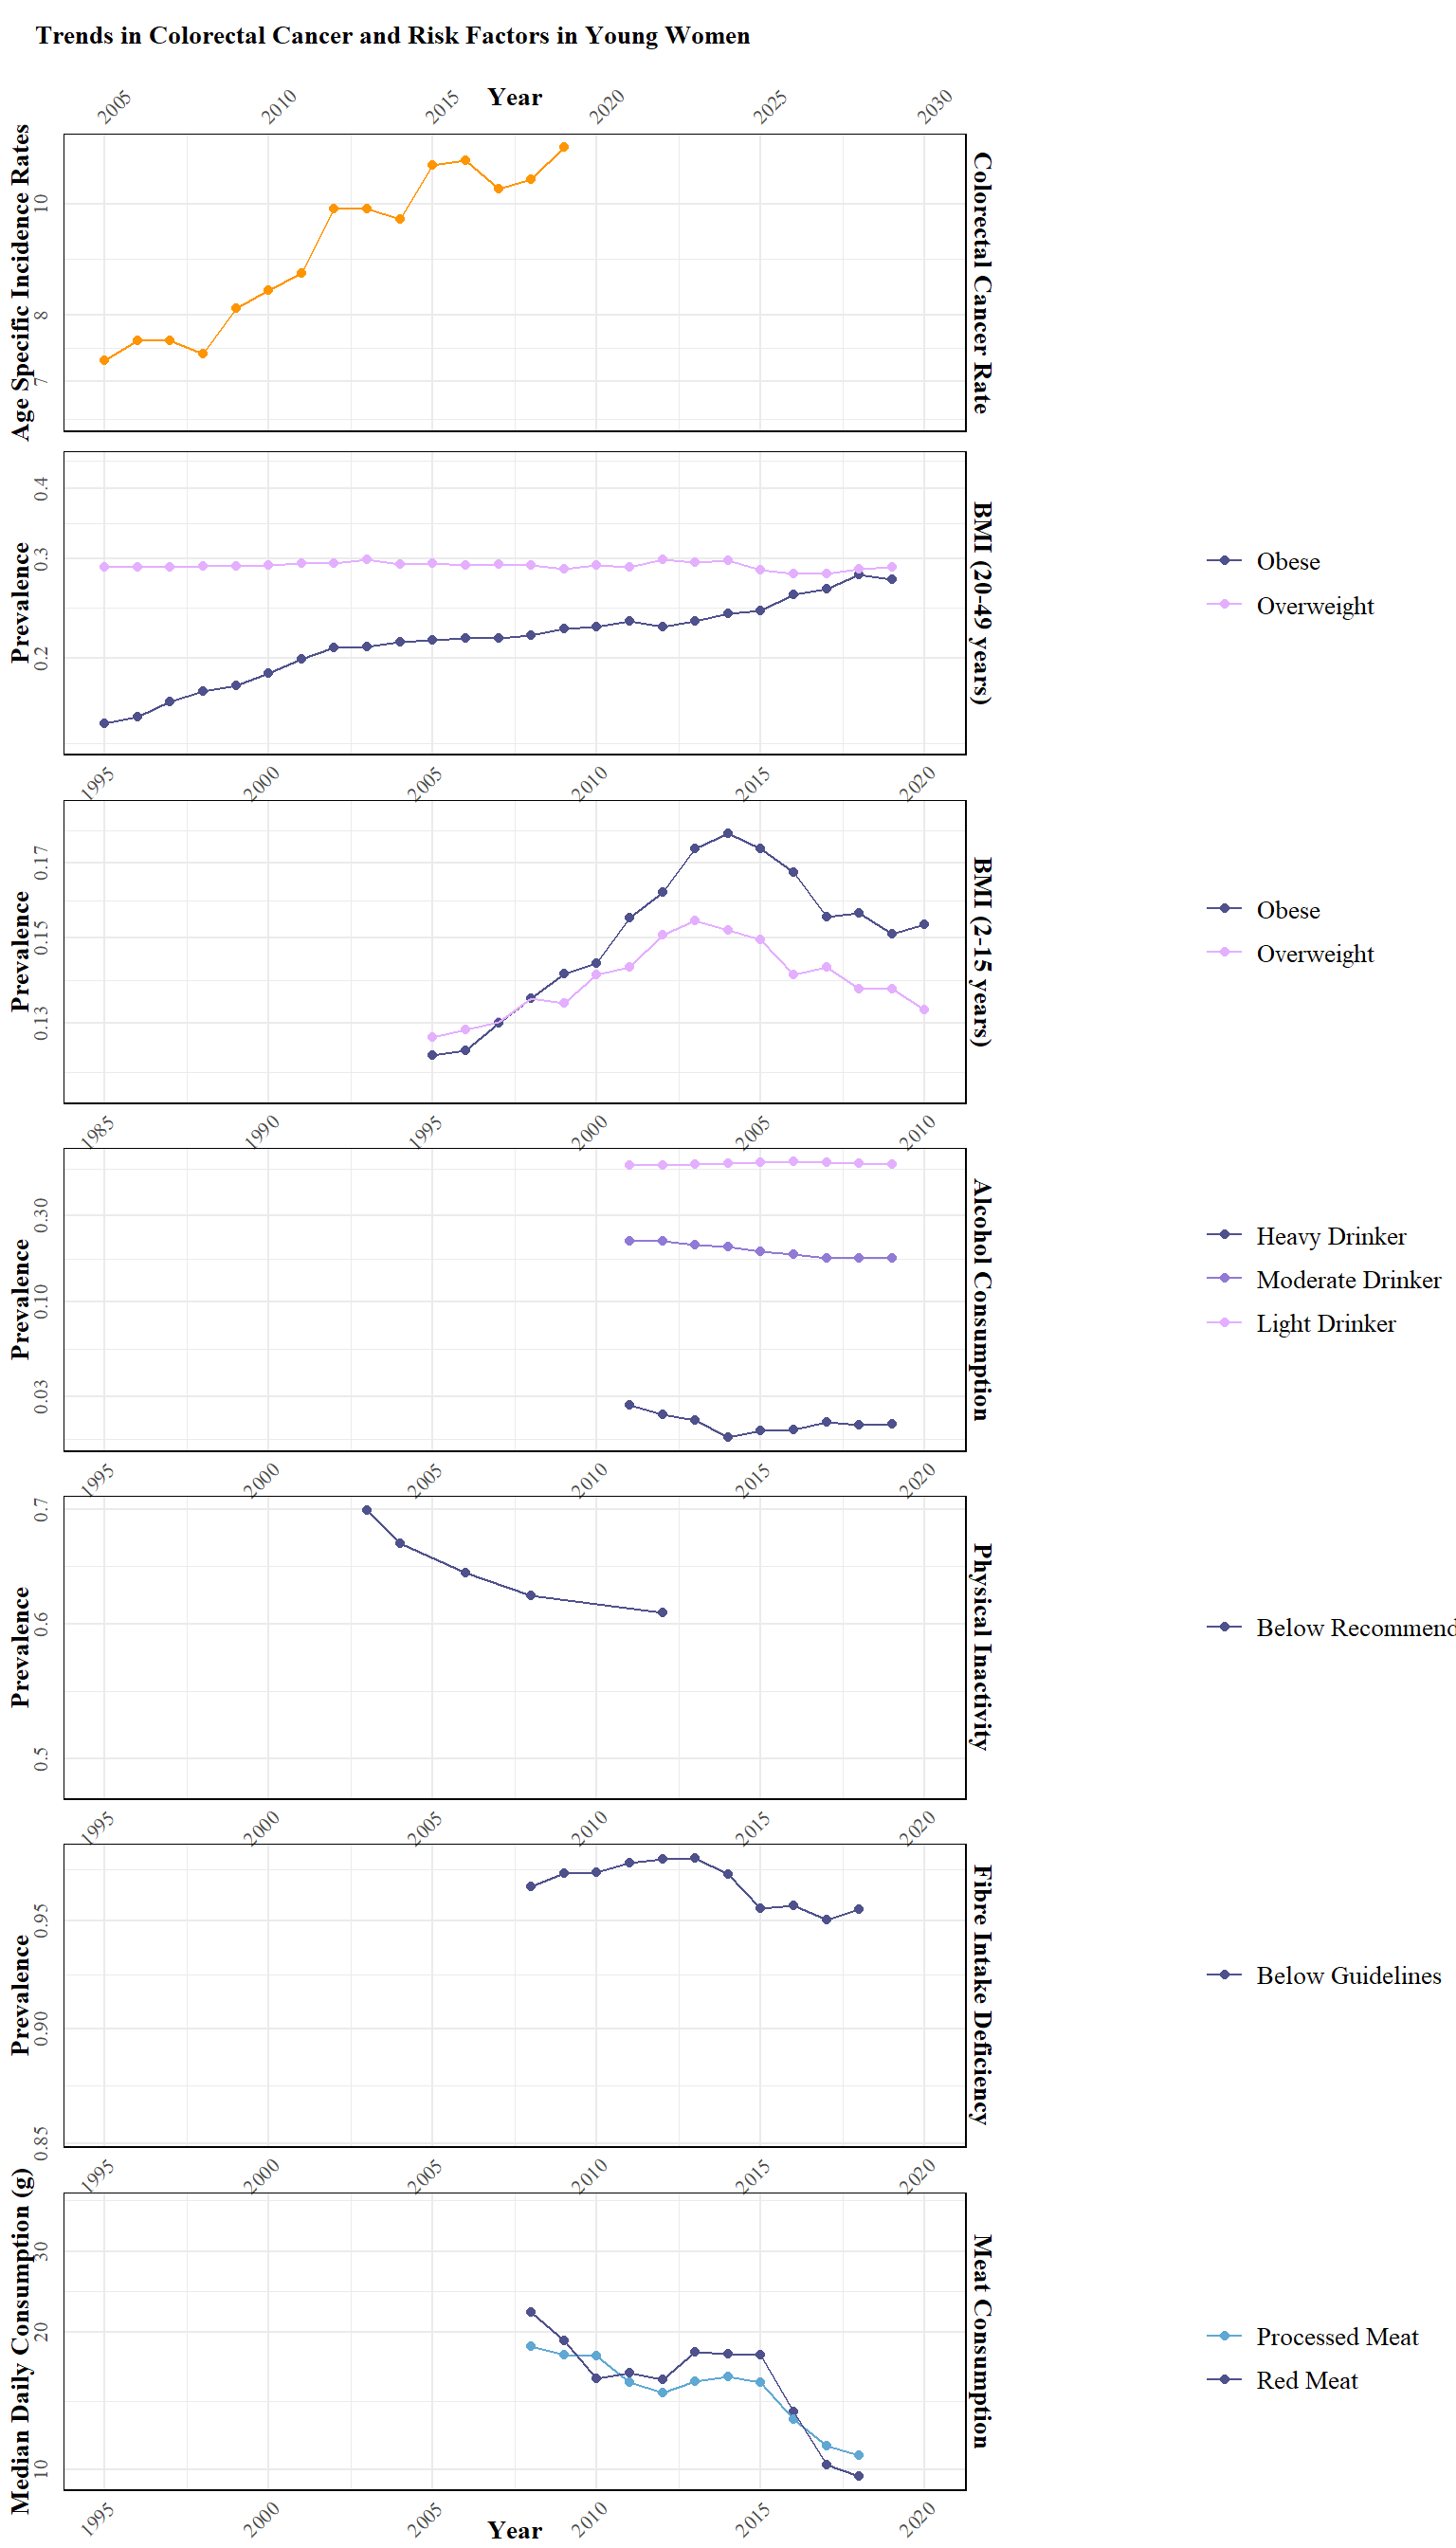 Trends in Colorectal Cancer and Risk Factors in Young Women
Year
2005 2010 2015 2020 2025 2030
Age Specific Incidence Rates
10
8
7
Colorectal Cancer Rate
Prevalence
0.4
0.3
0.2
BMI (20-49 years)
Obese
Overweight
1995 2000 2005 2010 2015 2020
Prevalence
0.17
0.15
0.13
BMI (2-15 years)
Obese
Overweight
1985 1990 1995 2000 2005 2010
Prevalence
0.30
0.10
0.03
Alcohol Consumption
Heavy Drinker
Moderate Drinker
Light Drinker
1995 2000 2005 2010 2015 2020
Prevalence
0.7
0.6
0.5
Physical Inactivity
Below Recommend
1995 2000 2005 2010 2015 2020
Prevalence
0.95
0.90
0.85
Fibre Intake Deficiency
Below Guidelines
1995 2000 2005 2010 2015 2020
Median Daily Consumption (g)
30
20
10
Meat Consumption
Processed Meat
Red Meat
1995 2000 2005 2010 2015 2020
Year